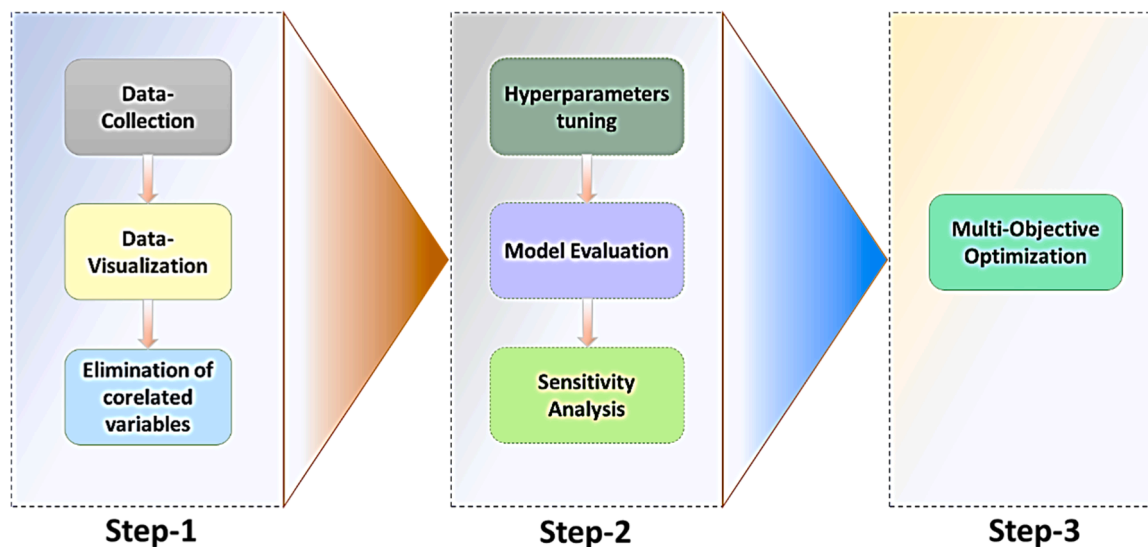 Data-
Collection
Data-
Visualization
Elimination of
corelated
variables
Step-1
Hyperparameters
tuning
Model Evaluation
Sensitivity
Analysis
Step-2
Multi-Objective
Optimization
Step-3